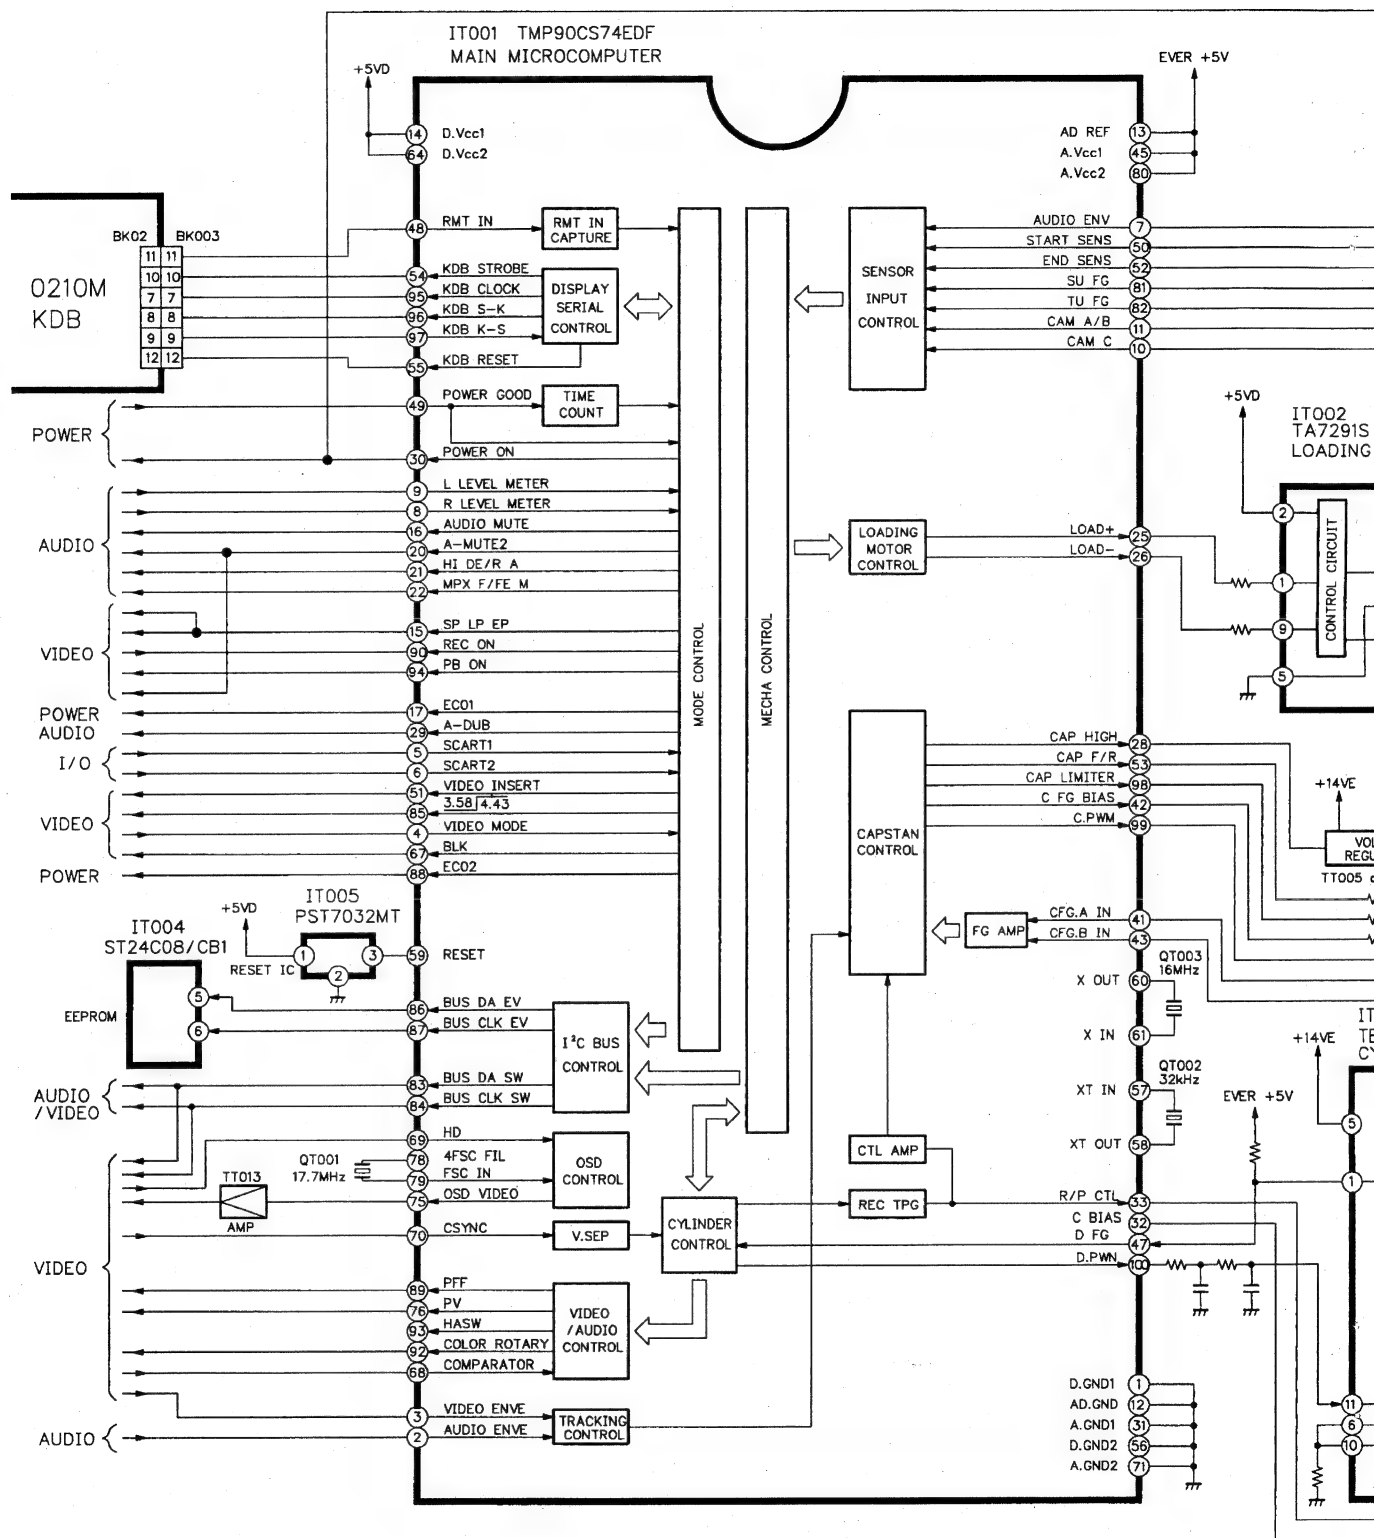 IT001 TMP90CS74EDF
MAIN MICROCOMPUTER
+5VD
EVER +5V
14 D.Vcc1
64 D.Vcc2
AD REF 13
A.Vcc1 45
A.Vcc2 80
BK02 BK003
11 11
10 10
7 7
8 8
9 9
12 12
0210M
KDB
48 RMT IN
RMT IN
CAPTURE
54 KDB STROBE
95 KDB CLOCK
96 KDB S-K
97 KDB K-S
55 KDB RESET
DISPLAY
SERIAL
CONTROL
POWER
49 POWER GOOD
TIME
COUNT
30 POWER ON
AUDIO
9 L LEVEL METER
8 R LEVEL METER
16 AUDIO MUTE
20 A-MUTE2
21 HI DE/R A
22 MPX F/FE M
VIDEO
15 SP LP EP
90 REC ON
94 PB ON
POWER
17 ECO1
AUDIO
29 A-DUB
I/O
5 SCART1
6 SCART2
VIDEO
51 VIDEO INSERT
85 3.58 4.43
4 VIDEO MODE
67 BLK
POWER
88 ECO2
MODE CONTROL
MECHA CONTROL
SENSOR
INPUT
CONTROL
AUDIO ENV 7
START SENS 50
END SENS 52
SU FG 81
TU FG 82
CAM A/B 11
CAM C 10
+5VD
IT002
TA7291S
LOADING
2
1
9
5
CONTROL CIRCUIT
LOADING
MOTOR
CONTROL
LOAD+ 25
LOAD- 26
CAPSTAN
CONTROL
CAP HIGH 28
CAP F/R 53
CAP LIMITER 98
C FG BIAS 42
C.PWM 99
+14VE
VOL
REGU
TT005
FG AMP
CFG.A IN 41
CFG.B IN 43
QT003
16MHz
X OUT 60
X IN 61
QT002
32kHz
XT IN 57
XT OUT 58
+5VD
IT005
PST7032MT
1 3
2
RESET IC
59 RESET
IT004
ST24C08/CB1
EEPROM
5
6
86 BUS DA EV
87 BUS CLK EV
I²C BUS
CONTROL
AUDIO
/VIDEO
83 BUS DA SW
84 BUS CLK SW
VIDEO
69 HD
78 4FSC FIL
79 FSC IN
75 OSD VIDEO
OSD
CONTROL
QT001
17.7MHz
TT013
AMP
70 CSYNC
V.SEP
CYLINDER
CONTROL
CTL AMP
REC TPG
R/P CTL 33
C BIAS 32
D FG 47
D.PWN 100
EVER +5V
+14VE
IT
TE
CY
5
1
11
6
10
89 PFF
76 PV
93 HASW
92 COLOR ROTARY
68 COMPARATOR
VIDEO
/AUDIO
CONTROL
3 VIDEO ENVE
AUDIO
2 AUDIO ENVE
TRACKING
CONTROL
D.GND1 1
AD.GND 12
A.GND1 31
D.GND2 56
A.GND2 71